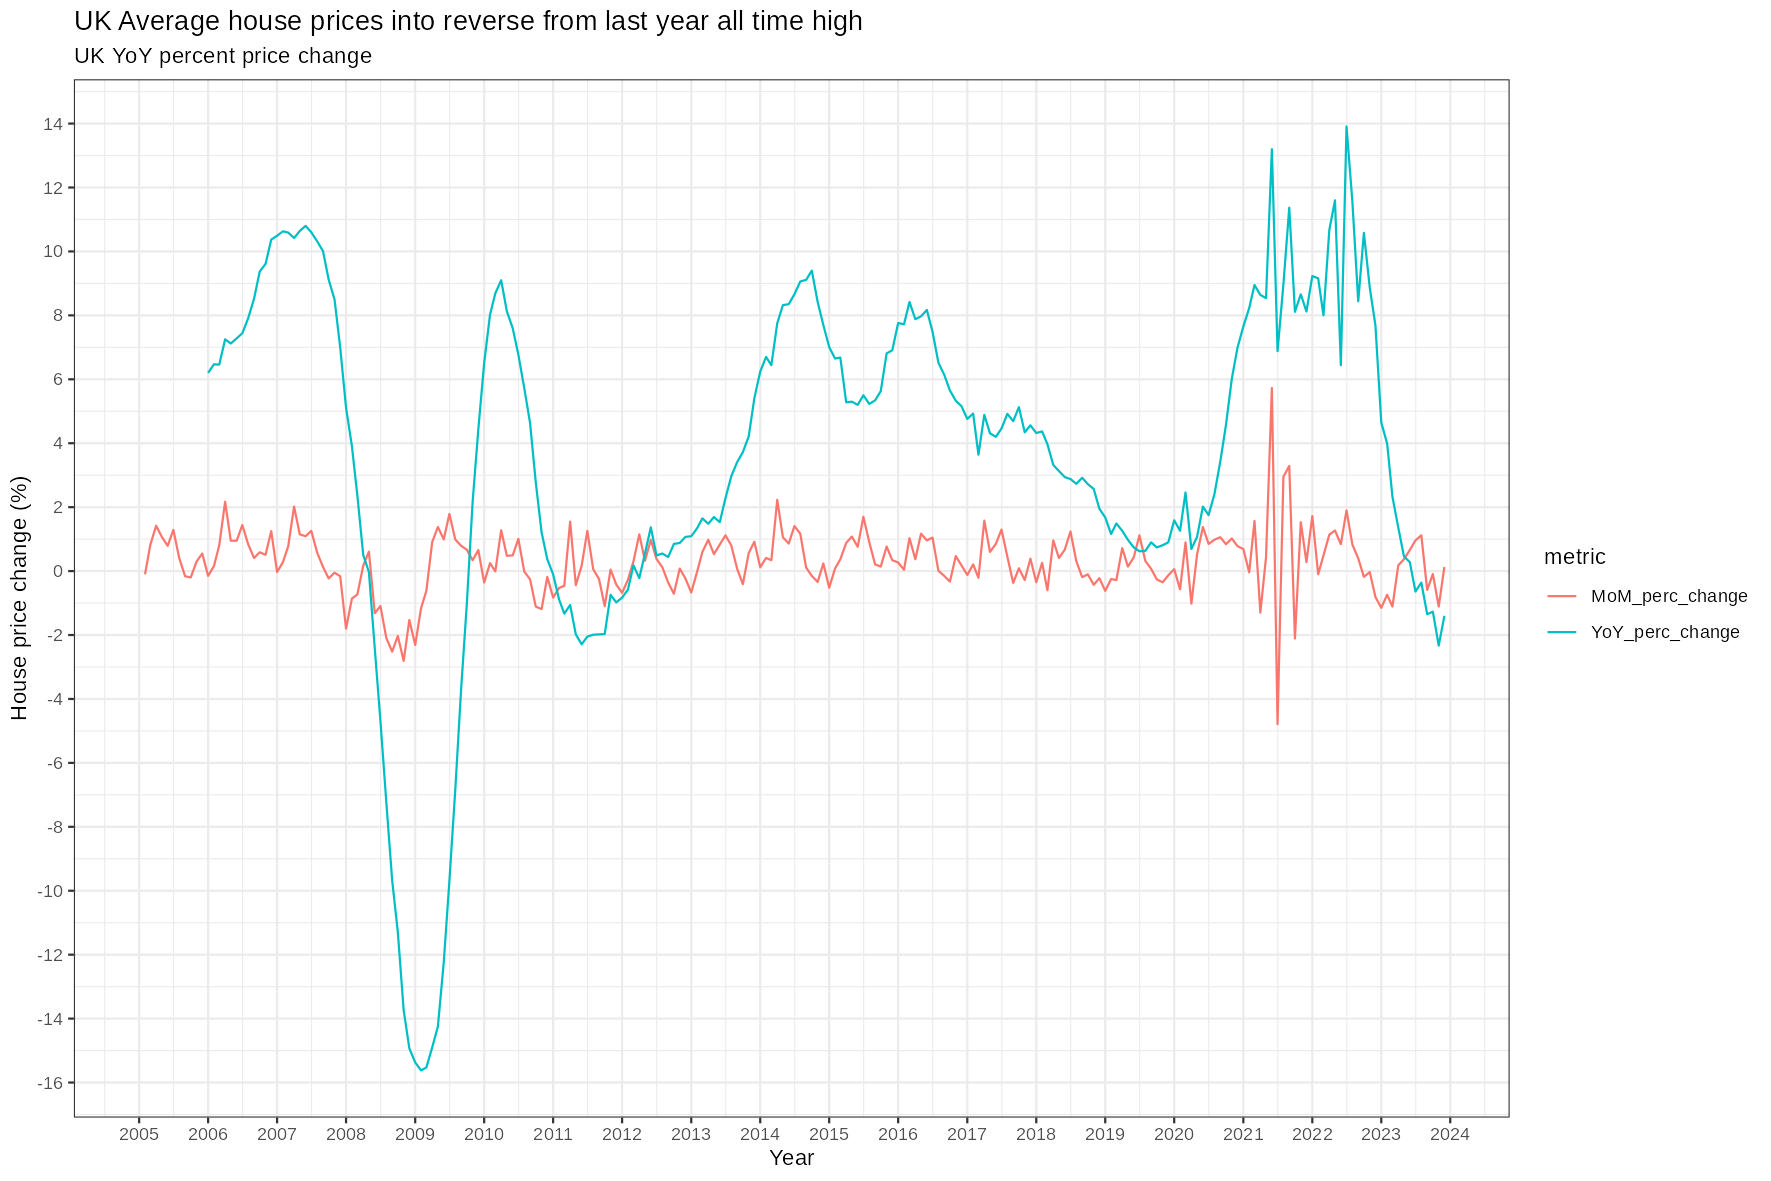 UK Average house prices into reverse from last year all time high
UK YoY percent price change
House price change (%)
14
12
10
8
6
4
2
0
-2
-4
-6
-8
-10
-12
-14
-16
2005 2006 2007 2008 2009 2010 2011 2012 2013 2014 2015 2016 2017 2018 2019 2020 2021 2022 2023 2024
Year
metric
MoM_perc_change
YoY_perc_change